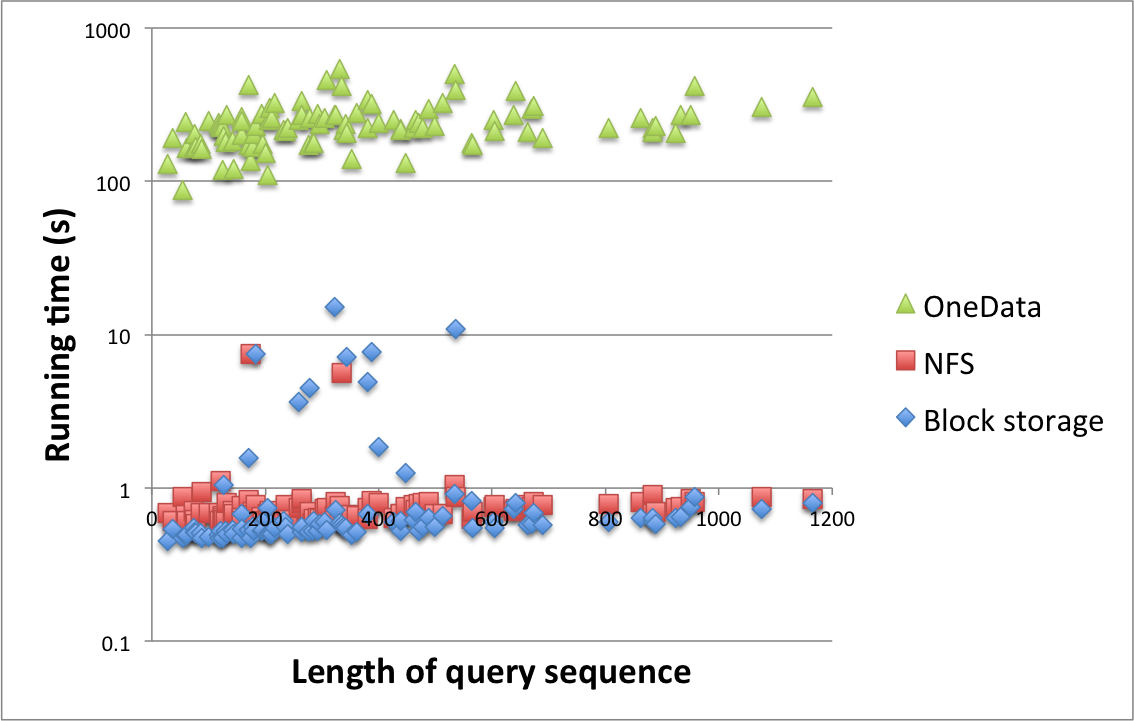 1000
100
10
1
0.1
0 200 400 600 800 1000 1200
Running time (s)
Length of query sequence
OneData
NFS
Block storage